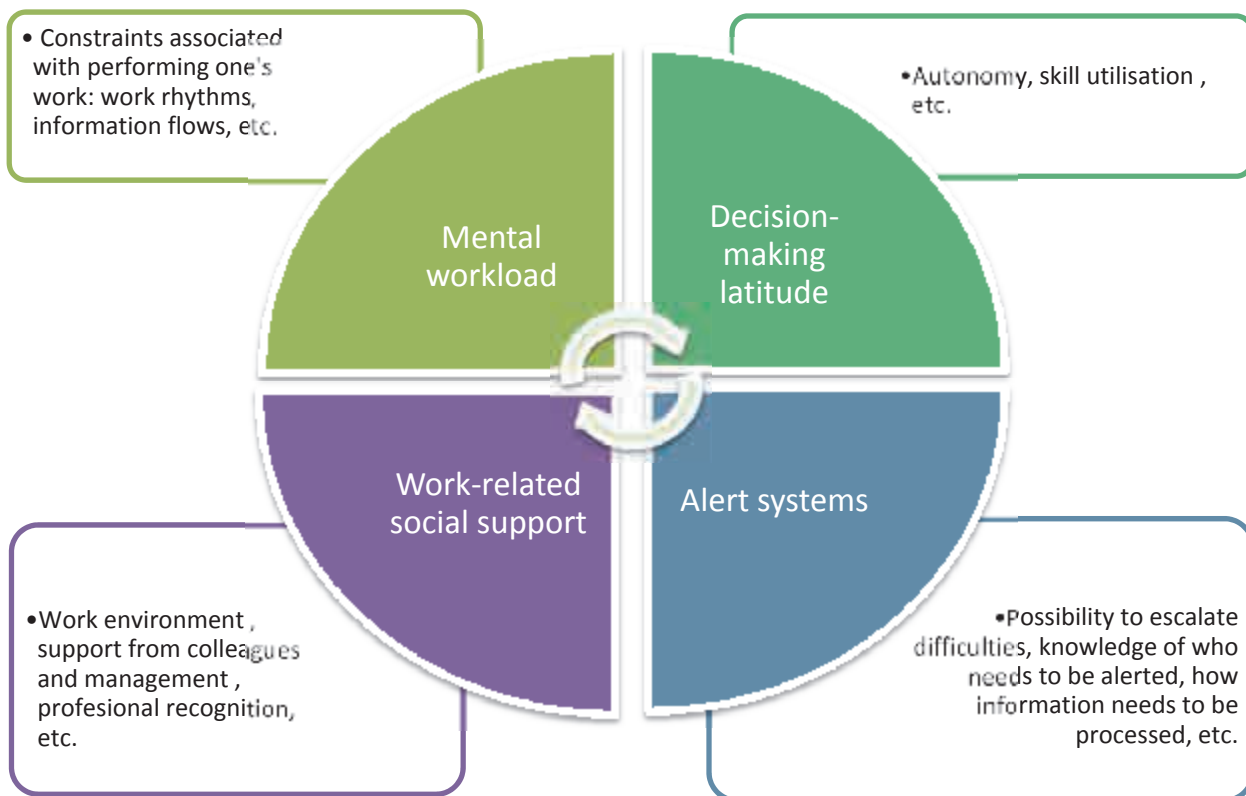 • Constraints associated
with performing one's
work: work rhythms,
information flows, etc.
•Autonomy, skill utilisation ,
etc.
Mental
workload
Decision-
making
latitude
Work-related
social support
Alert systems
•Work environment ,
support from colleagues
and management ,
profesional recognition,
etc.
•Possibility to escalate
difficulties, knowledge of who
needs to be alerted, how
information needs to be
processed, etc.